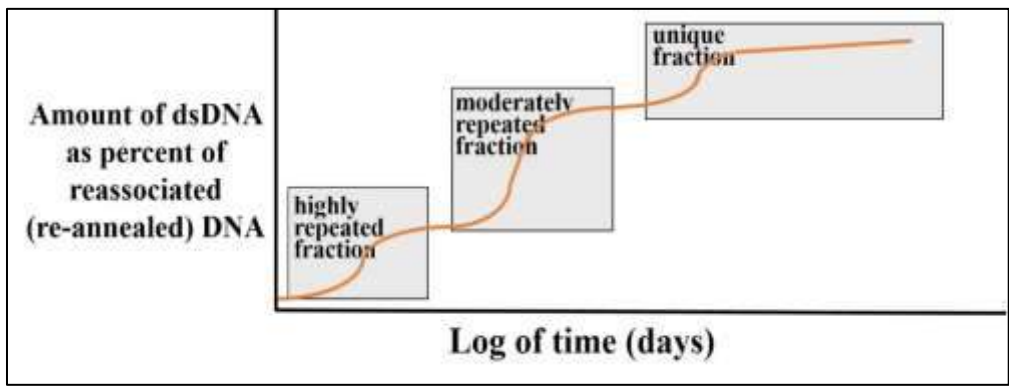 Amount of dsDNA
as percent of
reassociated
(re-annealed) DNA
highly
repeated
fraction
moderately
repeated
fraction
unique
fraction
Log of time (days)